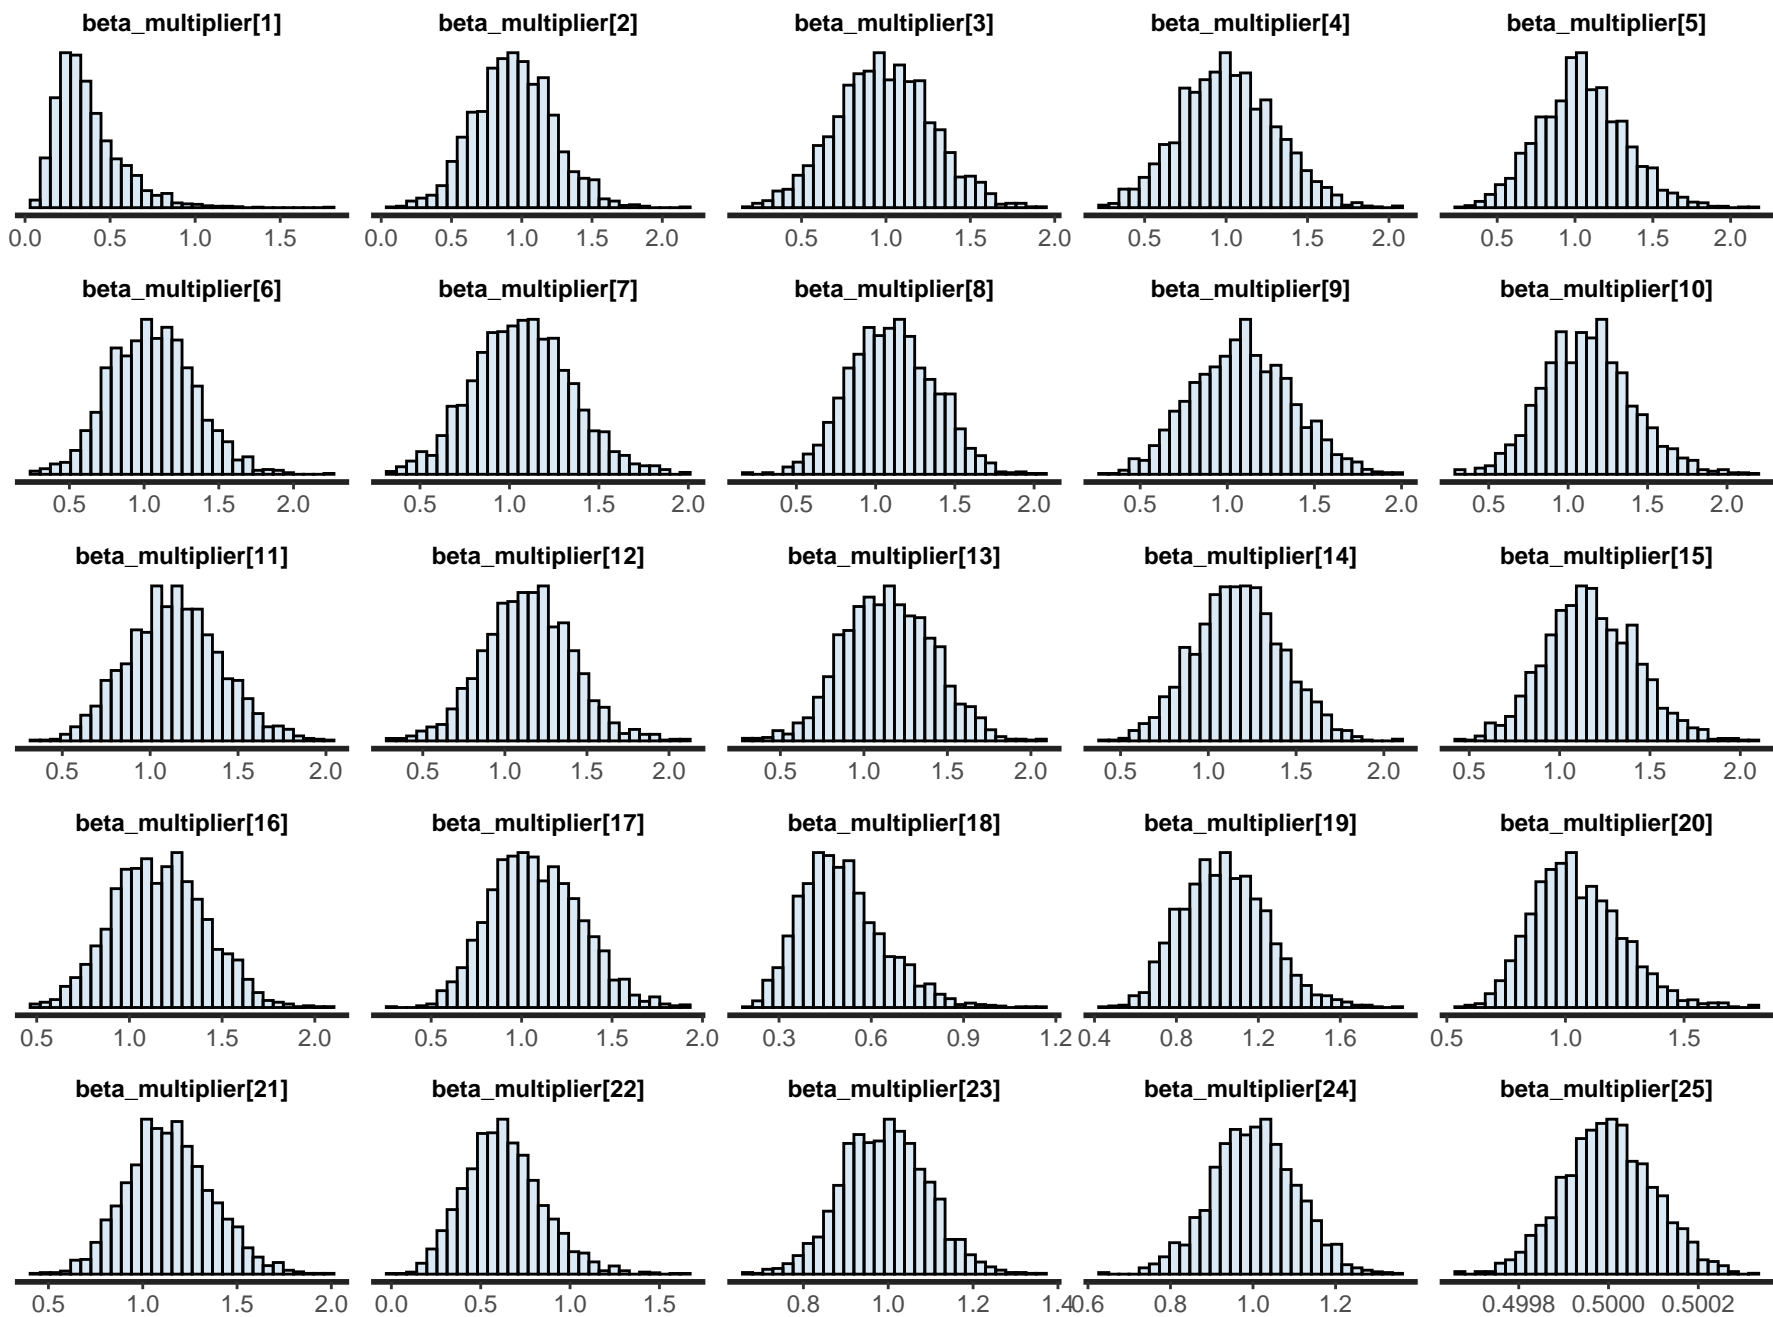 beta_multiplier[1] beta_multiplier[2] beta_multiplier[3] beta_multiplier[4] beta_multiplier[5]
0.0 0.5 1.0 1.5 0.0 0.5 1.0 1.5 2.0 0.5 1.0 1.5 2.0 0.5 1.0 1.5 2.0 0.5 1.0 1.5 2.0
beta_multiplier[6] beta_multiplier[7] beta_multiplier[8] beta_multiplier[9] beta_multiplier[10]
0.5 1.0 1.5 2.0 0.5 1.0 1.5 2.0 0.5 1.0 1.5 2.0 0.5 1.0 1.5 2.0 0.5 1.0 1.5 2.0
beta_multiplier[11] beta_multiplier[12] beta_multiplier[13] beta_multiplier[14] beta_multiplier[15]
0.5 1.0 1.5 2.0 0.5 1.0 1.5 2.0 0.5 1.0 1.5 2.0 0.5 1.0 1.5 2.0 0.5 1.0 1.5 2.0
beta_multiplier[16] beta_multiplier[17] beta_multiplier[18] beta_multiplier[19] beta_multiplier[20]
0.5 1.0 1.5 2.0 0.5 1.0 1.5 2.0 0.3 0.6 0.9 1.2 0.4 0.8 1.2 1.6 0.5 1.0 1.5
beta_multiplier[21] beta_multiplier[22] beta_multiplier[23] beta_multiplier[24] beta_multiplier[25]
0.5 1.0 1.5 2.0 0.0 0.5 1.0 1.5 0.8 1.0 1.2 1.4 0.6 0.8 1.0 1.2 0.4998 0.5000 0.5002